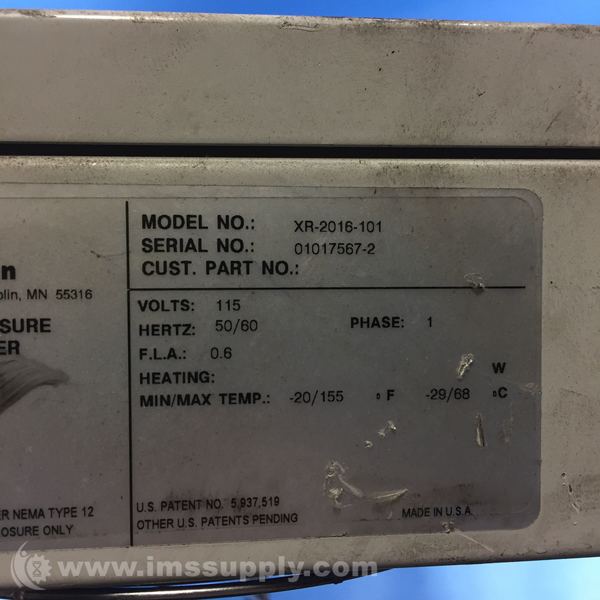 n
plin, MN 55316
SURE
ER
ER NEMA TYPE 12
OSURE ONLY
MODEL NO.: XR-2016-101
SERIAL NO.: 01017567-2
CUST. PART NO.:
VOLTS: 115
HERTZ: 50/60 PHASE: 1
F.L.A.: 0.6
HEATING: W
MIN/MAX TEMP.: -20/155 °F -29/68 °C
U.S. PATENT NO. 5,937,519
OTHER U.S. PATENTS PENDING
MADE IN U.S.A.
www.imssupply.com